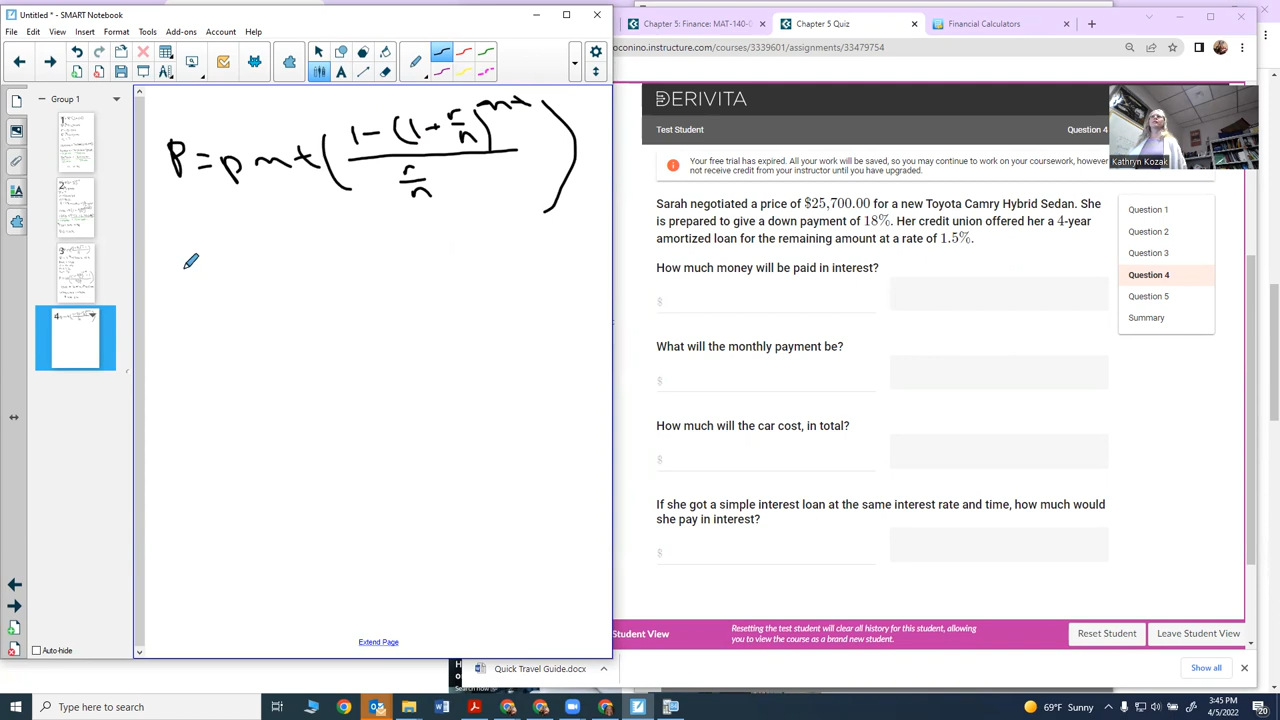 Untitled * - SMART Notebook
File Edit View Insert Format Tools Add-ons Account Help
Group 1
P = pmt( (1 - (1 + r/n)^nt) / (r/n) )
Auto-hide
Extend Page
Chapter 5: Finance: MAT-140-
Chapter 5 Quiz
Financial Calculators
oconino.instructure.com/courses/3339601/assignments/ 479754
DERIVITA
Test Student
Question 4
Kathryn Kozak
Your free trial has expired. All your work will be saved, so you may continue to work on your coursework, however
not receive credit from your instructor until you have upgraded.
Sarah negotiated a price of $25,700.00 for a new Toyota Camry Hybrid Sedan. She
is prepared to give a down payment of 18%. Her credit union offered her a 4-year
amortized loan for the remaining amount at a rate of 1.5%.
How much money will be paid in interest?
$
What will the monthly payment be?
$
How much will the car cost, in total?
$
If she got a simple interest loan at the same interest rate and time, how much would
she pay in interest?
$
Question 1
Question 2
Question 3
Question 4
Question 5
Summary
Student View
Resetting the test student will clear all history for this student, allowing
you to view the course as a brand new student.
Reset Student
Leave Student View
Quick Travel Guide.docx
Show all
Type here to search
69°F Sunny
3:45 PM
4/5/2022